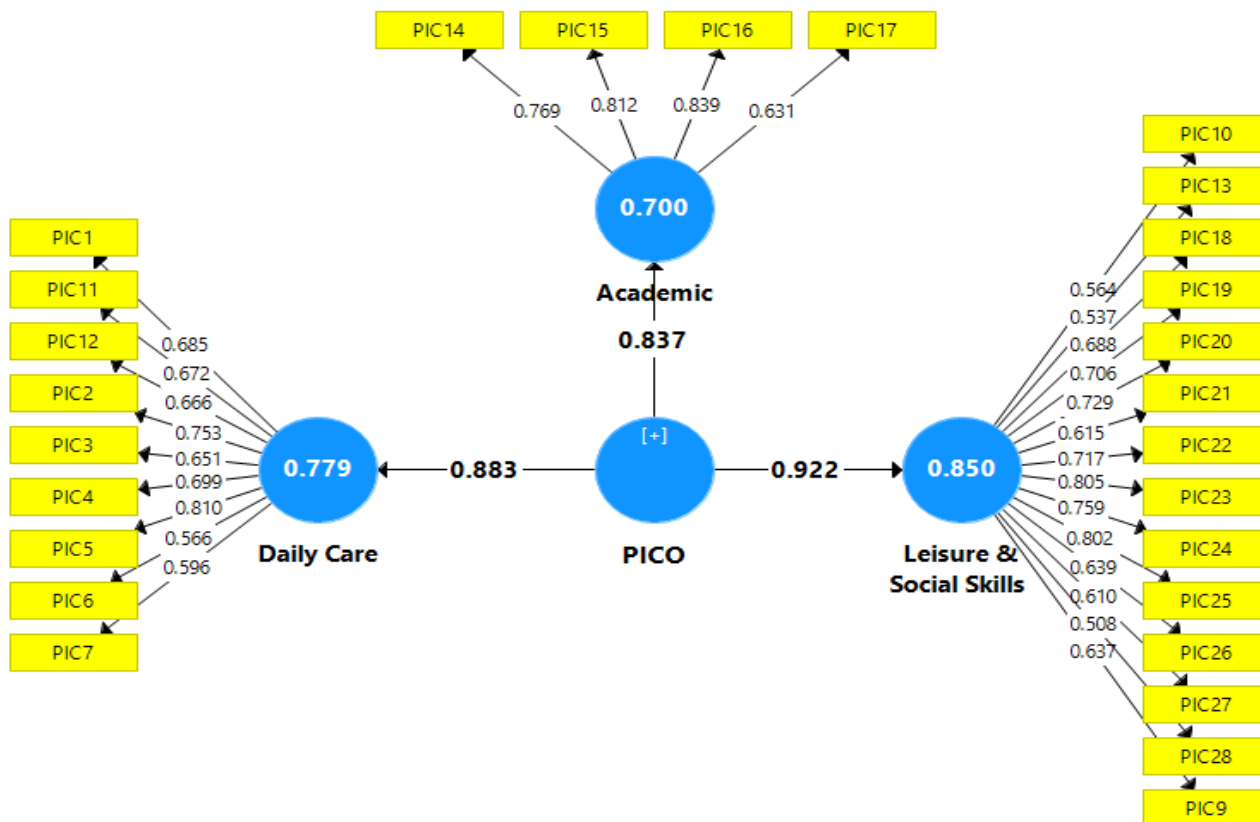 PIC14
PIC15
PIC16
PIC17
0.769
0.812
0.839
0.631
0.700
Academic
0.837
PIC1
PIC11
PIC12
PIC2
PIC3
PIC4
PIC5
PIC6
PIC7
0.685
0.672
0.666
0.753
0.651
0.699
0.810
0.566
0.596
0.779
Daily Care
0.883
[+]
PICO
0.922
0.850
Leisure &
Social Skills
0.564
0.537
0.688
0.706
0.729
0.615
0.717
0.805
0.759
0.802
0.639
0.610
0.508
0.637
PIC10
PIC13
PIC18
PIC19
PIC20
PIC21
PIC22
PIC23
PIC24
PIC25
PIC26
PIC27
PIC28
PIC9